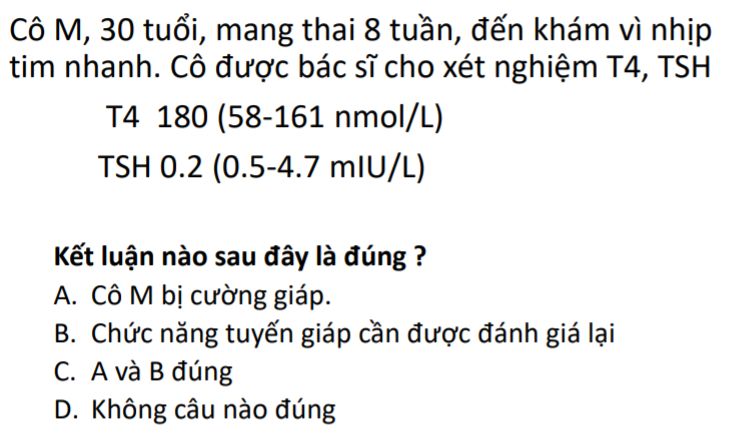 Cô M, 30 tuổi, mang thai 8 tuần, đến khám vì nhịp
tim nhanh. Cô được bác sĩ cho xét nghiệm T4, TSH
T4 180 (58-161 nmol/L)
TSH 0.2 (0.5-4.7 mIU/L)
Kết luận nào sau đây là đúng ?
A. Cô M bị cường giáp.
B. Chức năng tuyến giáp cần được đánh giá lại
C. A và B đúng
D. Không câu nào đúng